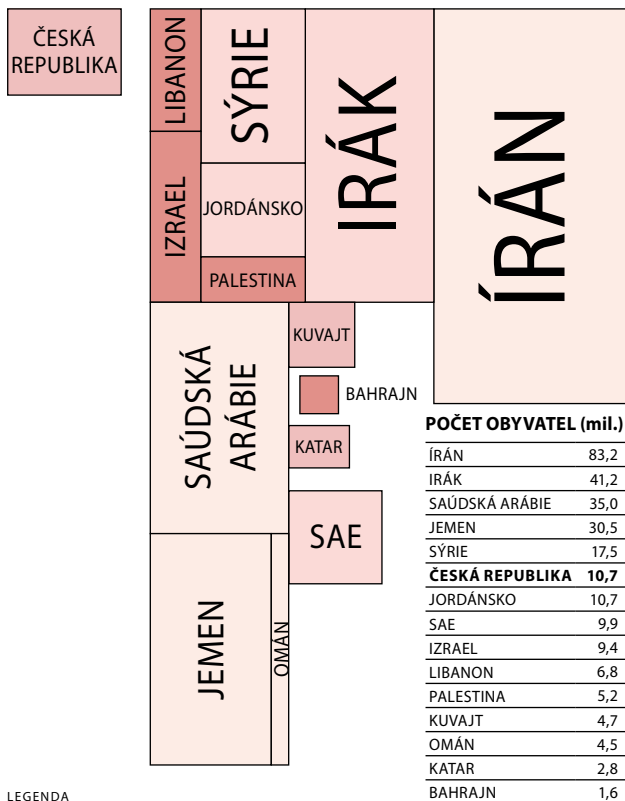 ČESKÁ
REPUBLIKA
LIBANON
SÝRIE
IRÁK
ÍRÁN
IZRAEL
JORDÁNSKO
PALESTINA
SAÚDSKÁ
ARÁBIE
KUVAJT
BAHRAJN
KATAR
SAE
JEMEN
OMÁN
POČET OBYVATEL (mil.)
ÍRÁN 83,2
IRÁK 41,2
SAÚDSKÁ ARÁBIE 35,0
JEMEN 30,5
SÝRIE 17,5
ČESKÁ REPUBLIKA 10,7
JORDÁNSKO 10,7
SAE 9,9
IZRAEL 9,4
LIBANON 6,8
PALESTINA 5,2
KUVAJT 4,7
OMÁN 4,5
KATAR 2,8
BAHRAJN 1,6
LEGENDA